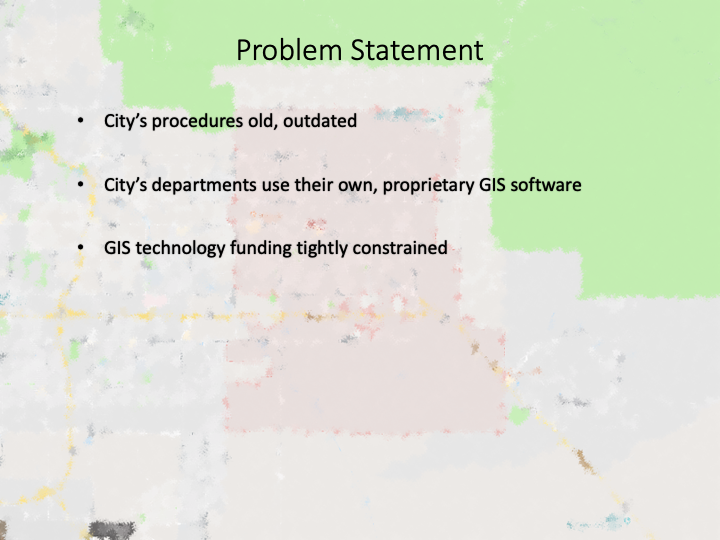 Problem Statement
• City’s procedures old, outdated
• City’s departments use their own, proprietary GIS software
• GIS technology funding tightly constrained